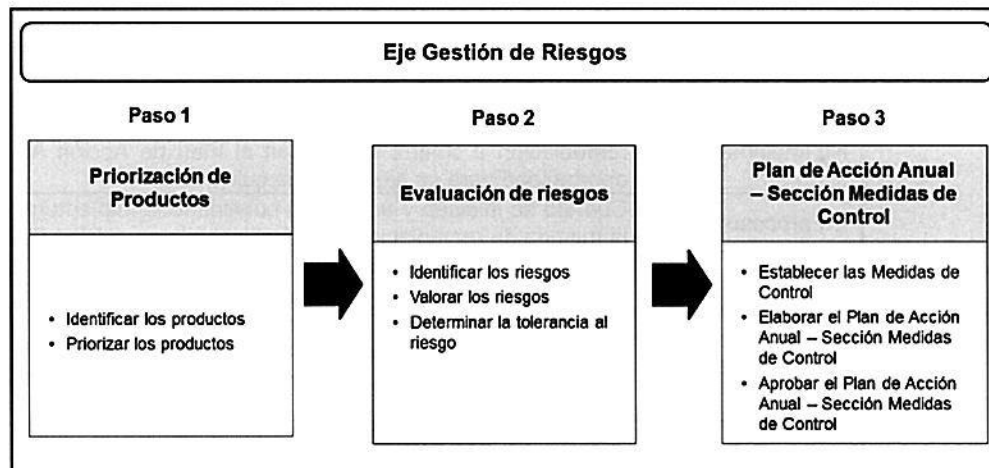 Eje Gestión de Riesgos
Paso 1
Priorización de
Productos
• Identificar los productos
• Priorizar los productos
Paso 2
Evaluación de riesgos
• Identificar los riesgos
• Valorar los riesgos
• Determinar la tolerancia al
riesgo
Paso 3
Plan de Acción Anual
– Sección Medidas de
Control
• Establecer las Medidas de
Control
• Elaborar el Plan de Acción
Anual – Sección Medidas
de Control
• Aprobar el Plan de Acción
Anual – Sección Medidas
de Control